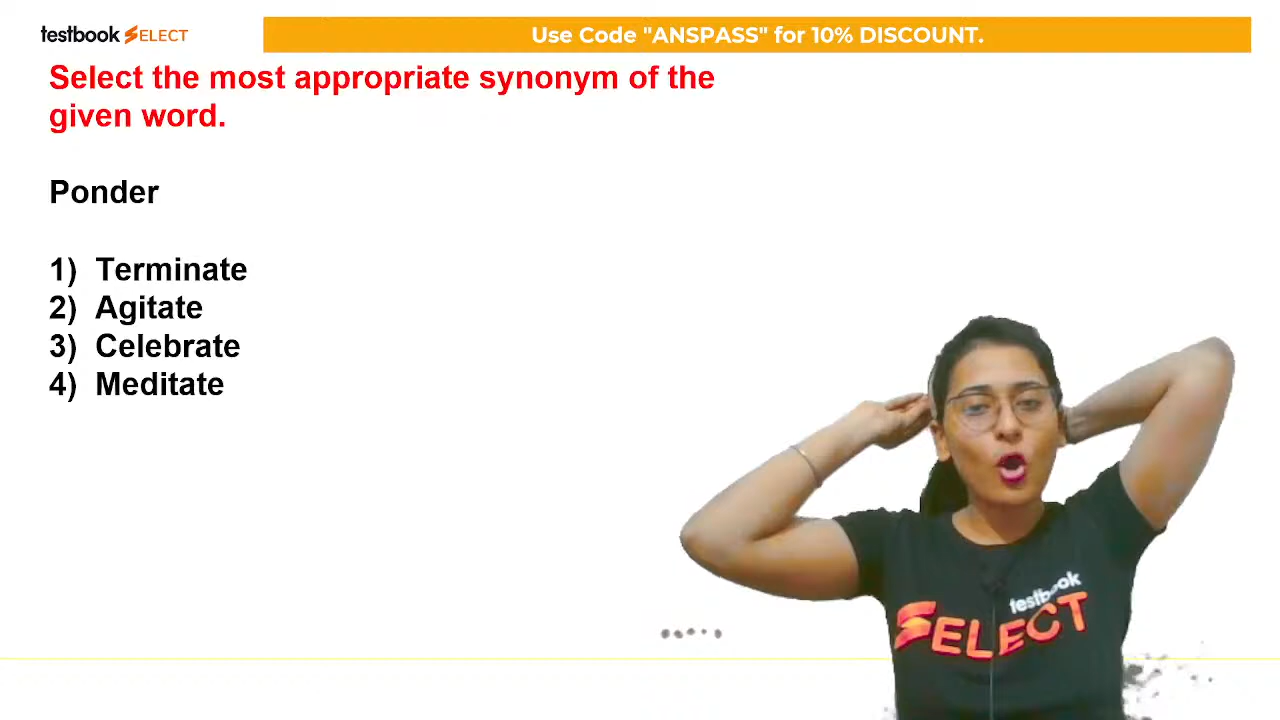 testbook SELECT
Use Code "ANSPASS" for 10% DISCOUNT.
Select the most appropriate synonym of the
given word.
Ponder
1) Terminate
2) Agitate
3) Celebrate
4) Meditate
testbook
SELECT